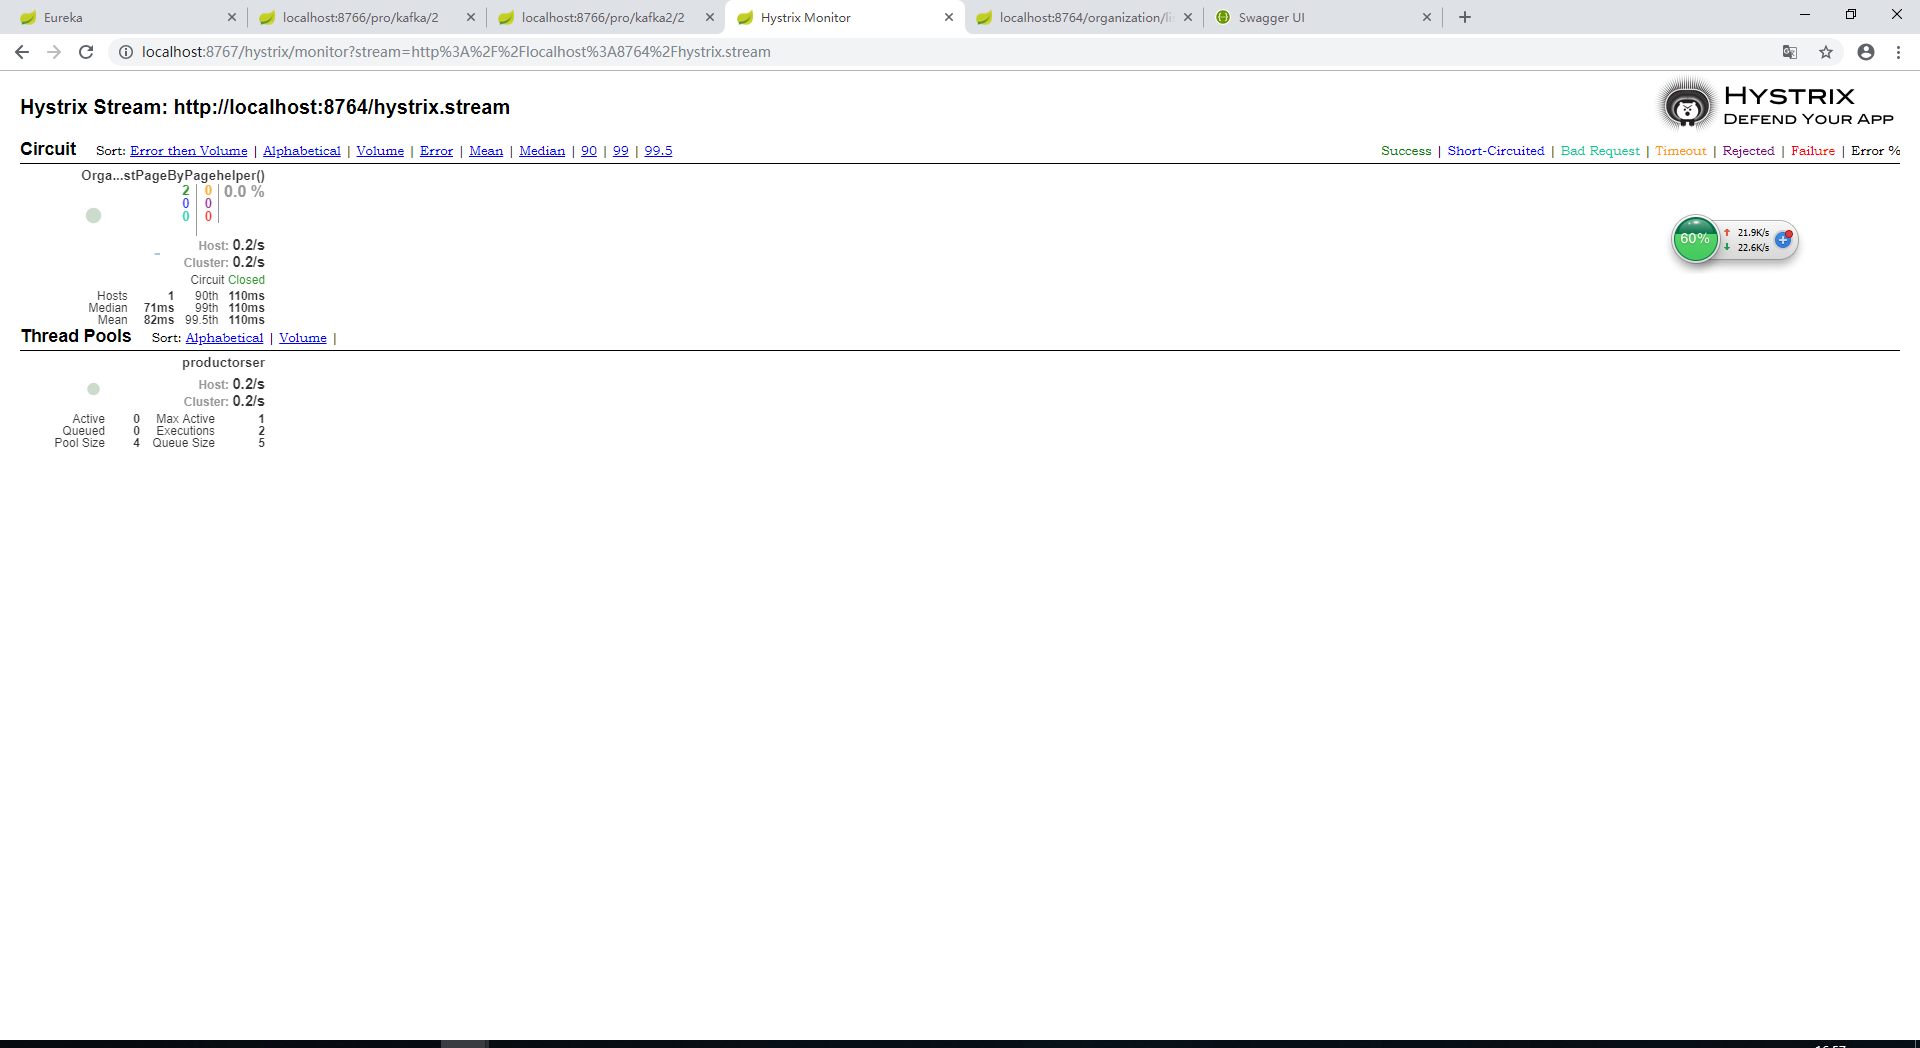 Eureka
localhost:8766/pro/kafka/2
localhost:8766/pro/kafka2/2
Hystrix Monitor
localhost:8764/organization/li
Swagger UI
localhost:8767/hystrix/monitor?stream=http%3A%2F%2Flocalhost%3A8764%2Fhystrix.stream
Hystrix Stream: http://localhost:8764/hystrix.stream
HYSTRIX
DEFEND YOUR APP
Circuit Sort: Error then Volume | Alphabetical | Volume | Error | Mean | Median | 90 | 99 | 99.5
Success | Short-Circuited | Bad Request | Timeout | Rejected | Failure | Error %
Orga...stPageByPagehelper()
2 0 0.0 %
0 0
0 0
Host: 0.2/s
Cluster: 0.2/s
Circuit Closed
Hosts 1 90th 110ms
Median 71ms 99th 110ms
Mean 82ms 99.5th 110ms
60%
21.9K/s
22.6K/s
Thread Pools Sort: Alphabetical | Volume |
productorser
Host: 0.2/s
Cluster: 0.2/s
Active 0 Max Active 1
Queued 0 Executions 2
Pool Size 4 Queue Size 5